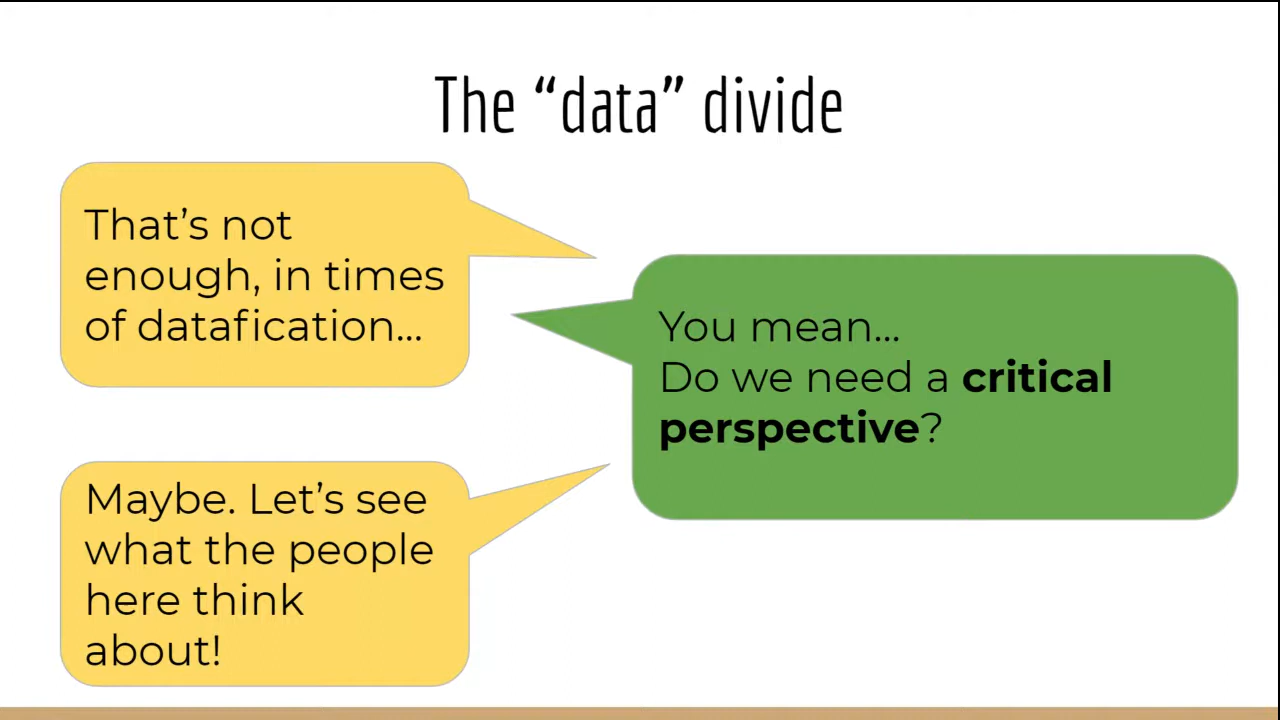 The “data” divide
That’s not
enough, in times
of datafication...
You mean...
Do we need a critical
perspective?
Maybe. Let’s see
what the people
here think
about!